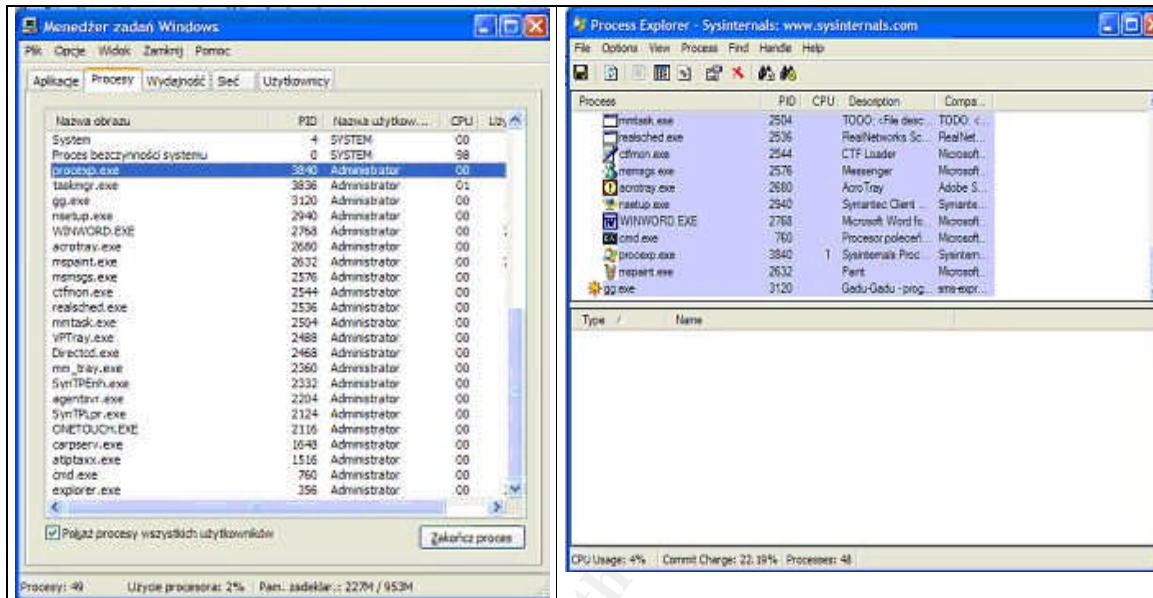 Menedżer zadań Windows
Plik Opcje Widok Zamknij Pomoc
Aplikacje Procesy Wydajność Sieć Użytkownicy
Nazwa obrazu PID Nazwa użytkow... CPU Uży
System 4 SYSTEM 00
Proces bezczynności systemu 0 SYSTEM 98
procexp.exe 3840 Administrator 00
taskmgr.exe 3836 Administrator 01
gg.exe 3120 Administrator 00
nsetup.exe 2940 Administrator 00
WINWORD.EXE 2768 Administrator 00
acrotray.exe 2680 Administrator 00
mspaint.exe 2632 Administrator 00
msmsgs.exe 2576 Administrator 00
ctfmon.exe 2544 Administrator 00
realsched.exe 2536 Administrator 00
mmtask.exe 2504 Administrator 00
VPTray.exe 2488 Administrator 00
Directcd.exe 2468 Administrator 00
mm_tray.exe 2360 Administrator 00
SynTPEnh.exe 2332 Administrator 00
agentsvr.exe 2204 Administrator 00
SynTPLpr.exe 2124 Administrator 00
ONETOUCH.EXE 2116 Administrator 00
carpserv.exe 1648 Administrator 00
atiptaxx.exe 1516 Administrator 00
cmd.exe 760 Administrator 00
explorer.exe 356 Administrator 00
Pokaż procesy wszystkich użytkowników
Zakończ proces
Procesy: 49 Użycie procesora: 2% Pam. zadeklar.: 227M / 953M
Process Explorer - Sysinternals: www.sysinternals.com
File Options View Process Find Handle Help
Process PID CPU Description Compa...
mmtask.exe 2504 TODO: <File desc... TODO: <...
realsched.exe 2536 RealNetworks Sc... RealNet...
ctfmon.exe 2544 CTF Loader Microsoft...
msmsgs.exe 2576 Messenger Microsoft...
acrotray.exe 2680 AcroTray Adobe S...
nsetup.exe 2940 Symantec Client ... Symante...
WINWORD.EXE 2768 Microsoft Word fo... Microsoft...
cmd.exe 760 Procesor poleceń... Microsoft...
procexp.exe 3840 1 Sysinternals Proc... Sysintern...
mspaint.exe 2632 Paint Microsoft...
gg.exe 3120 Gadu-Gadu - prog... sms-expr...
Type / Name
CPU Usage: 4% Commit Charge: 22.19% Processes: 48